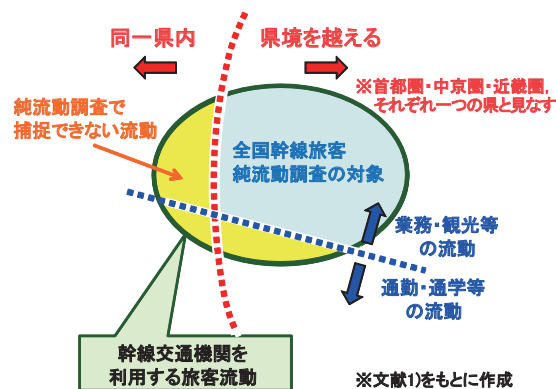 同一県内
県境を越える
※首都圏・中京圏・近畿圏,
それぞれ一つの県と見なす
純流動調査で
捕捉できない流動
全国幹線旅客
純流動調査の対象
業務・観光等
の流動
通勤・通学等
の流動
幹線交通機関を
利用する旅客流動
※文献1)をもとに作成